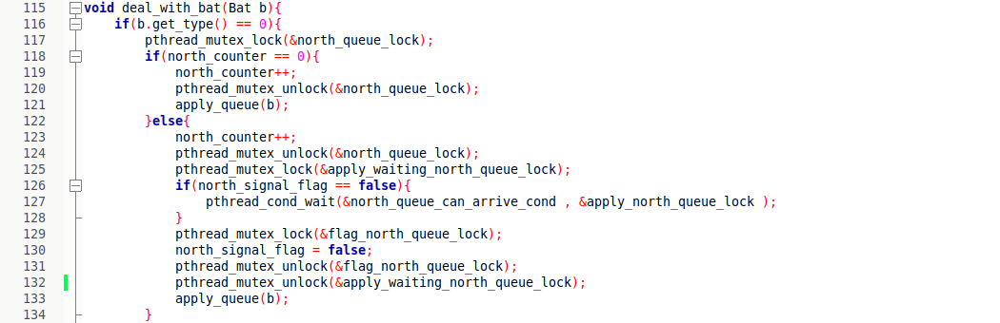 115 void deal_with_bat(Bat b){
116     if(b.get_type() == 0){
117         pthread_mutex_lock(&north_queue_lock);
118         if(north_counter == 0){
119             north_counter++;
120             pthread_mutex_unlock(&north_queue_lock);
121             apply_queue(b);
122         }else{
123             north_counter++;
124             pthread_mutex_unlock(&north_queue_lock);
125             pthread_mutex_lock(&apply_waiting_north_queue_lock);
126             if(north_signal_flag == false){
127                 pthread_cond_wait(&north_queue_can_arrive_cond , &apply_north_queue_lock );
128             }
129             pthread_mutex_lock(&flag_north_queue_lock);
130             north_signal_flag = false;
131             pthread_mutex_unlock(&flag_north_queue_lock);
132             pthread_mutex_unlock(&apply_waiting_north_queue_lock);
133             apply_queue(b);
134         }